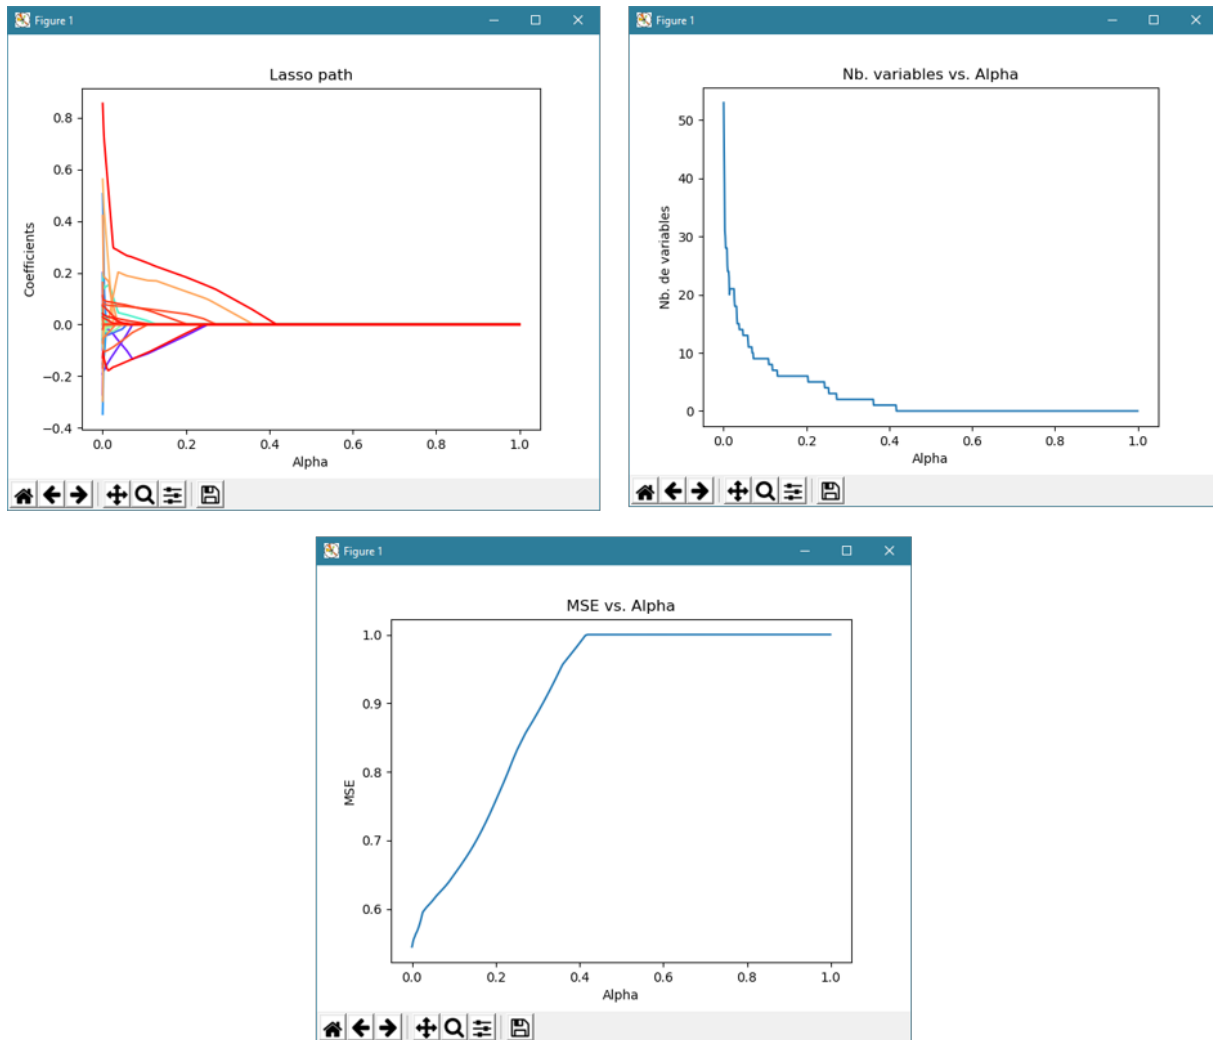 Figure 1
Lasso path
Coefficients
0.8
0.6
0.4
0.2
0.0
−0.2
−0.4
0.0 0.2 0.4 0.6 0.8 1.0
Alpha
Figure 1
Nb. variables vs. Alpha
Nb. de variables
50
40
30
20
10
0
0.0 0.2 0.4 0.6 0.8 1.0
Alpha
Figure 1
MSE vs. Alpha
MSE
1.0
0.9
0.8
0.7
0.6
0.0 0.2 0.4 0.6 0.8 1.0
Alpha